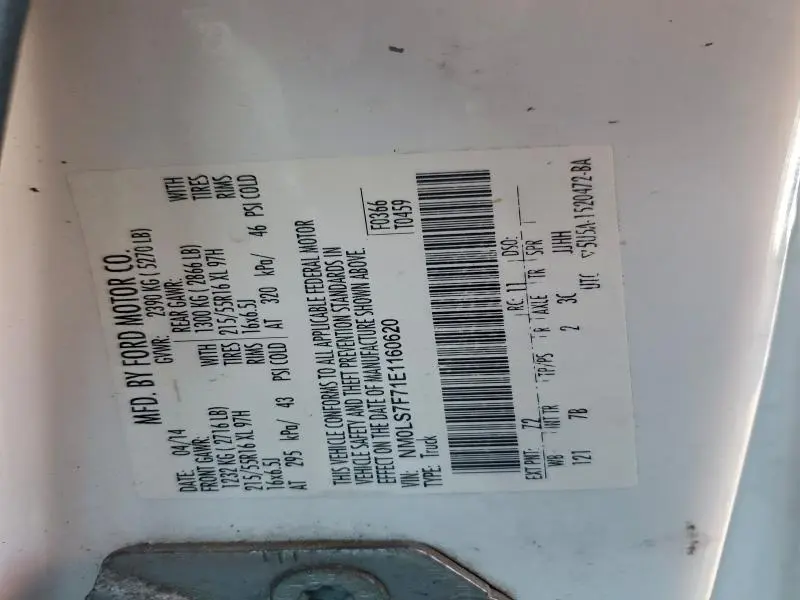 MFD. BY FORD MOTOR CO.
DATE: 04/14 GVWR: 2390 KG ( 5270 LB)
FRONT GAWR: REAR GAWR:
1232 KG ( 2716 LB) WITH 1300 KG ( 2866 LB) WITH
215/55R16 XL 97H TIRES 215/55R16 XL 97H TIRES
16x6.5J RIMS 16x6.5J RIMS
AT 295 kPa/ 43 PSI COLD AT 320 kPa/ 46 PSI COLD
THIS VEHICLE CONFORMS TO ALL APPLICABLE FEDERAL MOTOR
VEHICLE SAFETY AND THEFT PREVENTION STANDARDS IN
EFFECT ON THE DATE OF MANUFACTURE SHOWN ABOVE.
VIN: NM0LS7F71E1160620 F0366
TYPE: Truck T0459
EXT PNT: Z2 RC: 11 DSO:
WB INT TR TP/PS R AXLE TR SPR
121 7B 2 3C JJHH
UTC 5U5A-1520472-BA